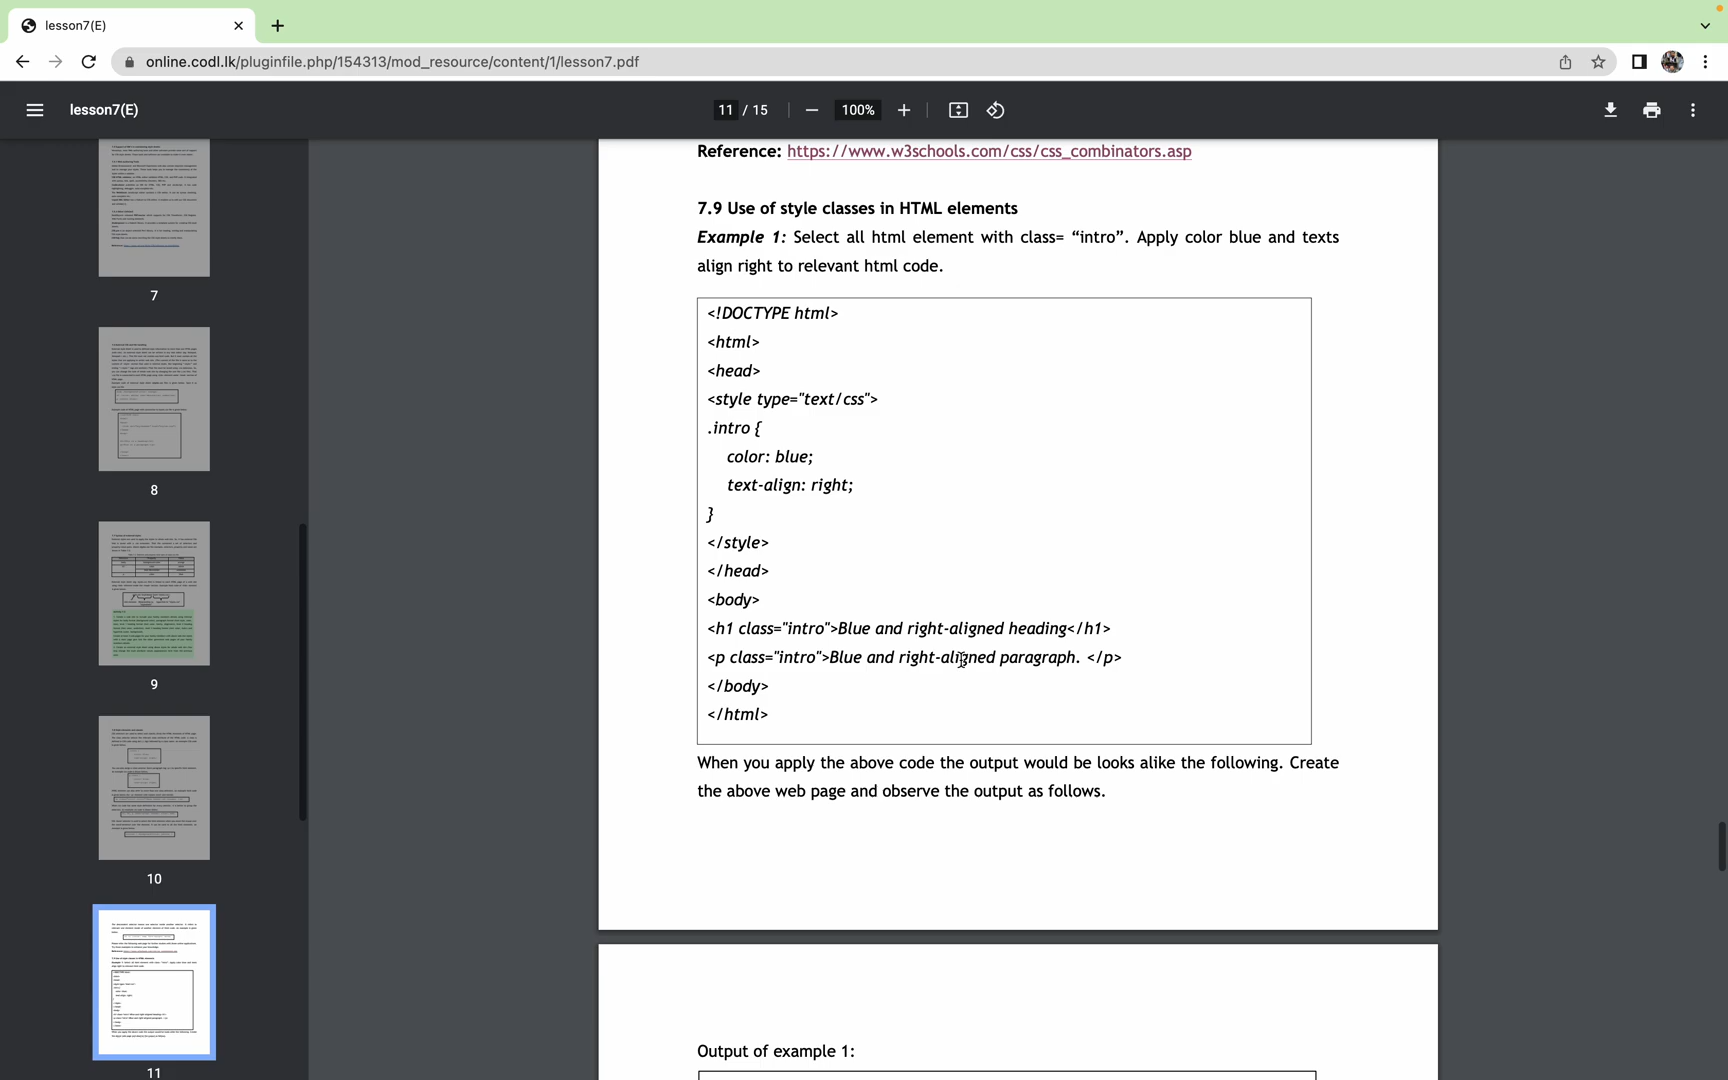 lesson7(E)
online.codl.lk/pluginfile.php/154313/mod_resource/content/1/lesson7.pdf
lesson7(E)
11 / 15
100%
7
8
9
10
11
Reference: https://www.w3schools.com/css/css_combinators.asp
7.9 Use of style classes in HTML elements
Example 1: Select all html element with class= “intro”. Apply color blue and texts
align right to relevant html code.
<!DOCTYPE html>
<html>
<head>
<style type="text/css">
.intro {
color: blue;
text-align: right;
}
</style>
</head>
<body>
<h1 class="intro">Blue and right-aligned heading</h1>
<p class="intro">Blue and right-aligned paragraph. </p>
</body>
</html>
When you apply the above code the output would be looks alike the following. Create
the above web page and observe the output as follows.
Output of example 1: